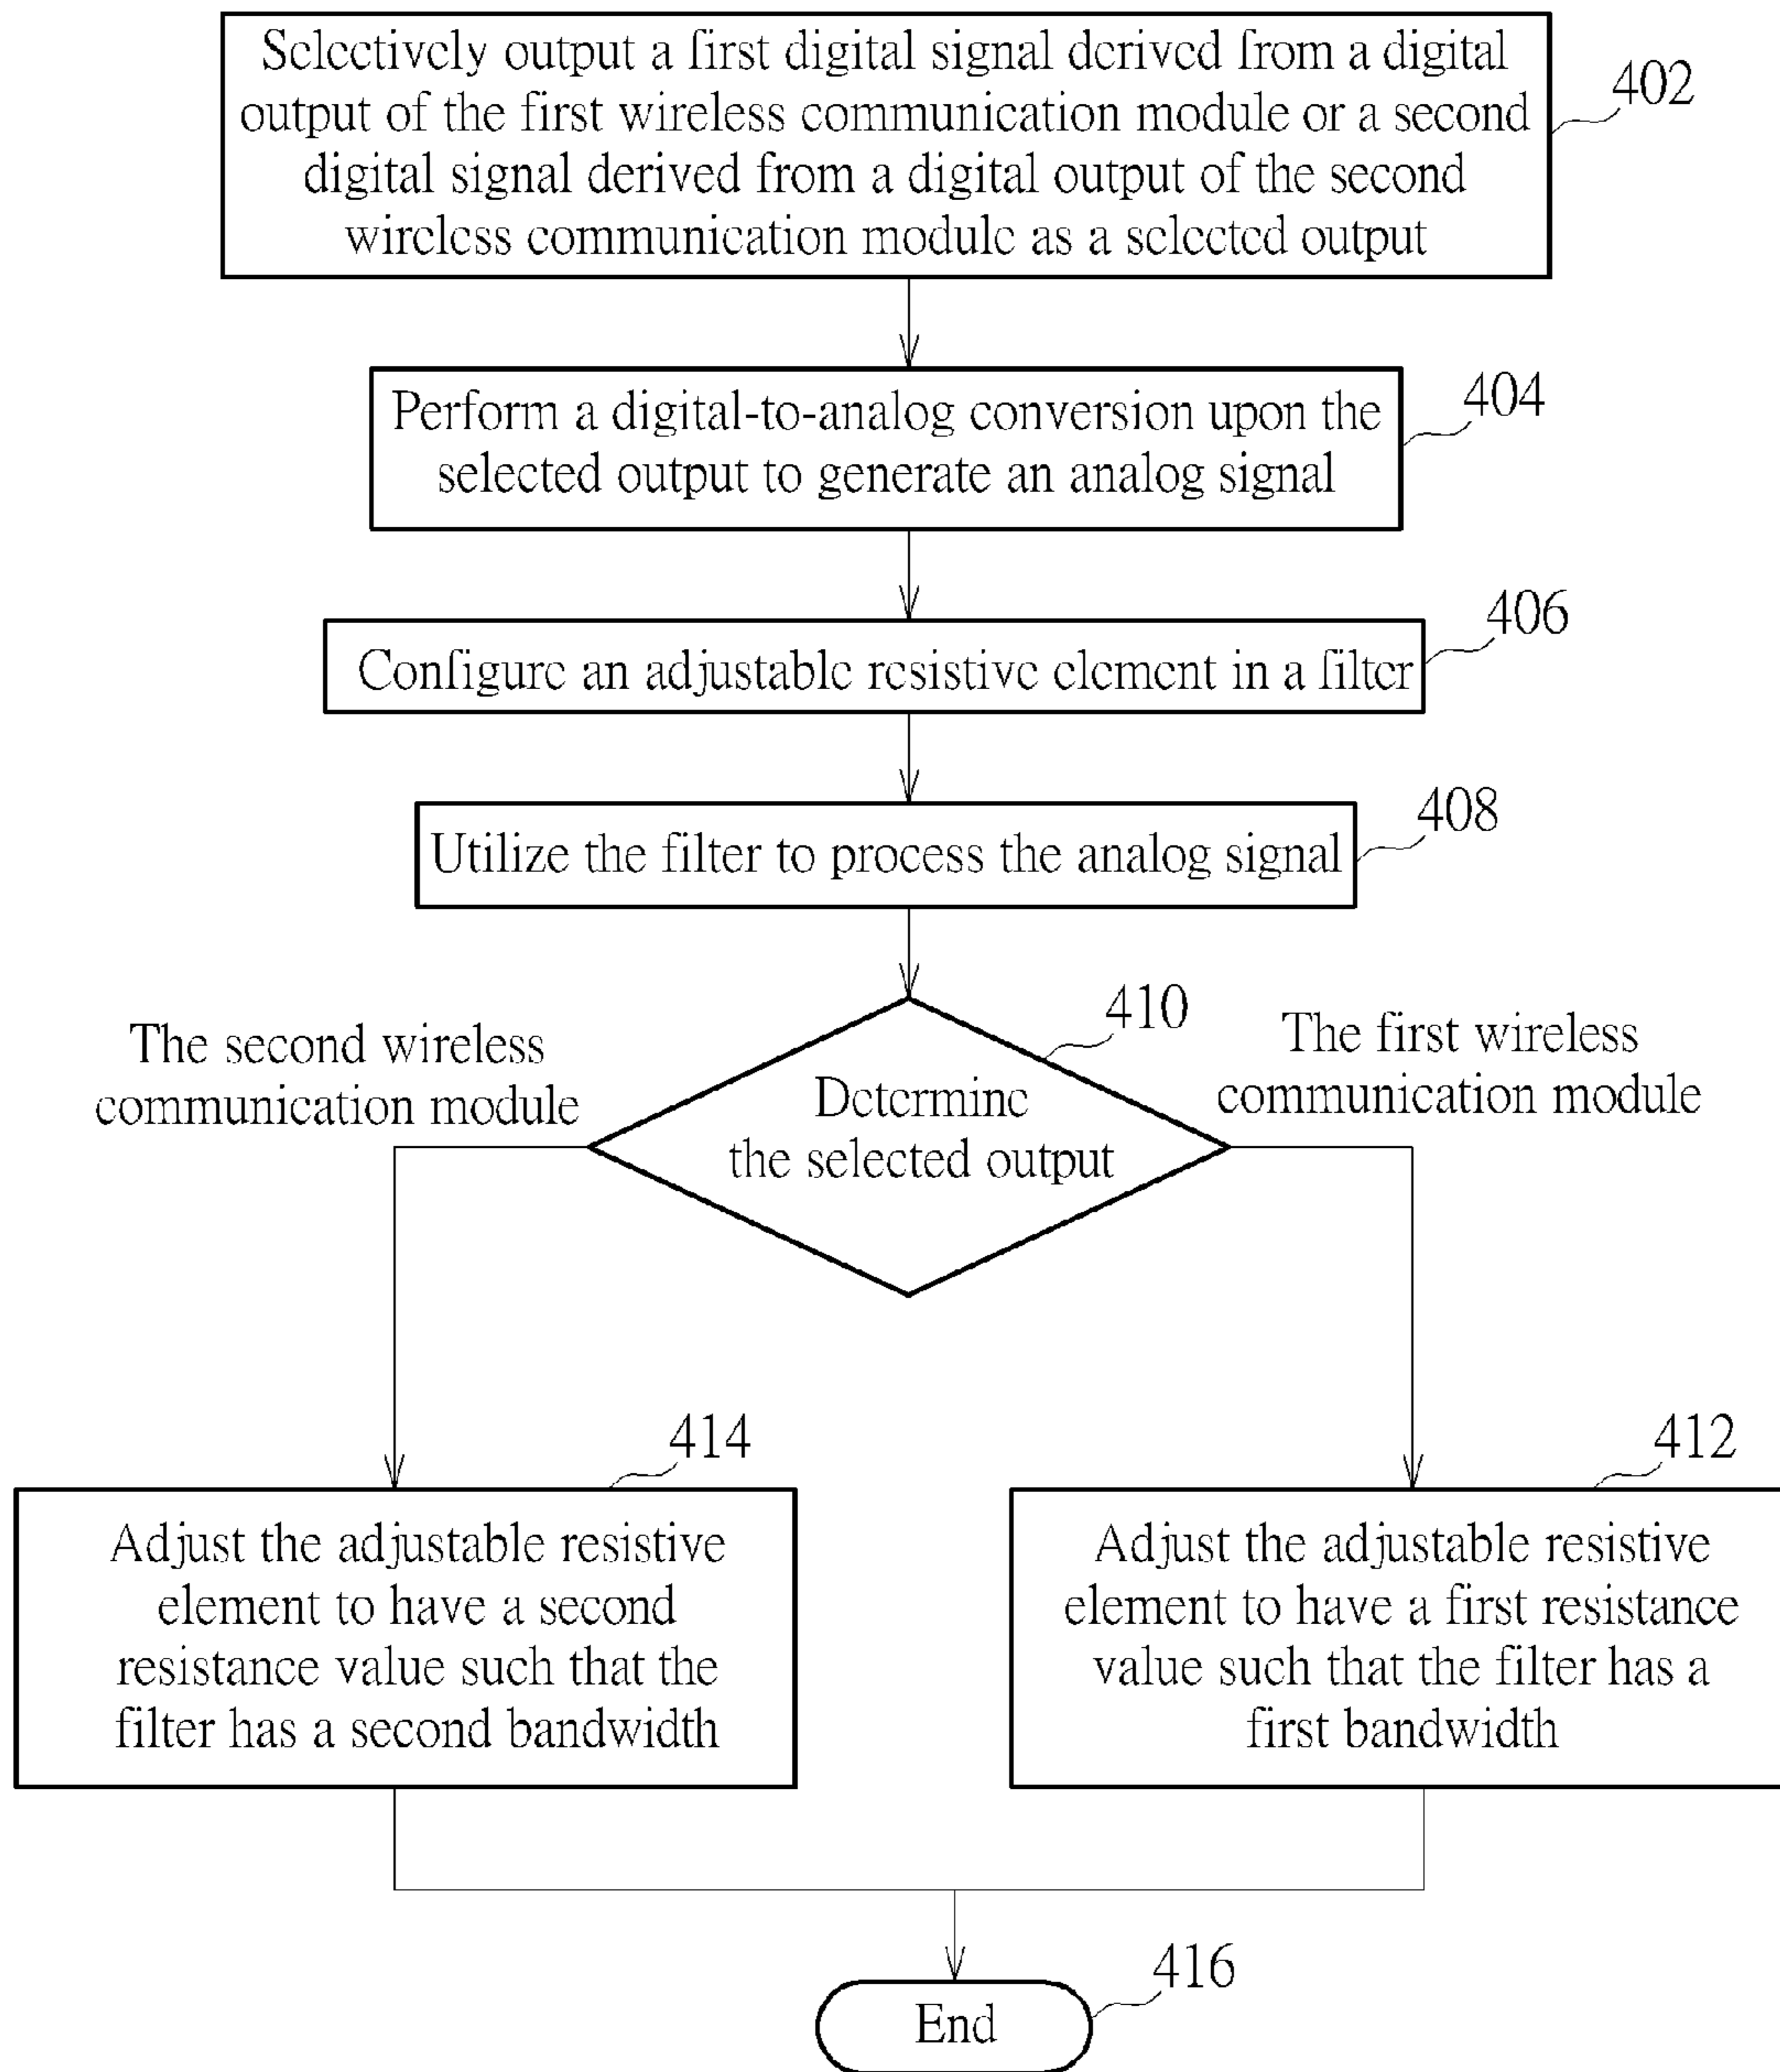 Selectively output a first digital signal derived from a digital
output of the first wireless communication module or a second
digital signal derived from a digital output of the second
wireless communication module as a selected output
402
Perform a digital-to-analog conversion upon the
selected output to generate an analog signal
404
Configure an adjustable resistive element in a filter
406
Utilize the filter to process the analog signal
408
Determine
the selected output
410
The second wireless
communication module
The first wireless
communication module
414
Adjust the adjustable resistive
element to have a second
resistance value such that the
filter has a second bandwidth
412
Adjust the adjustable resistive
element to have a first resistance
value such that the filter has a
first bandwidth
End
416